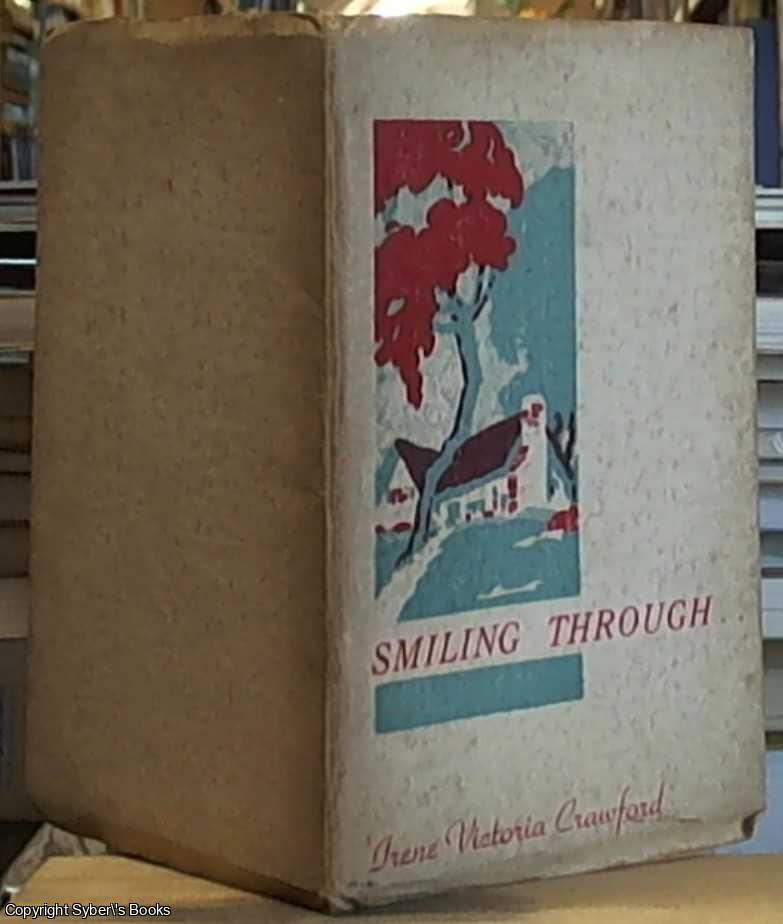 SMILING THROUGH
Irene Victoria Crawford
Copyright Syber\'s Books